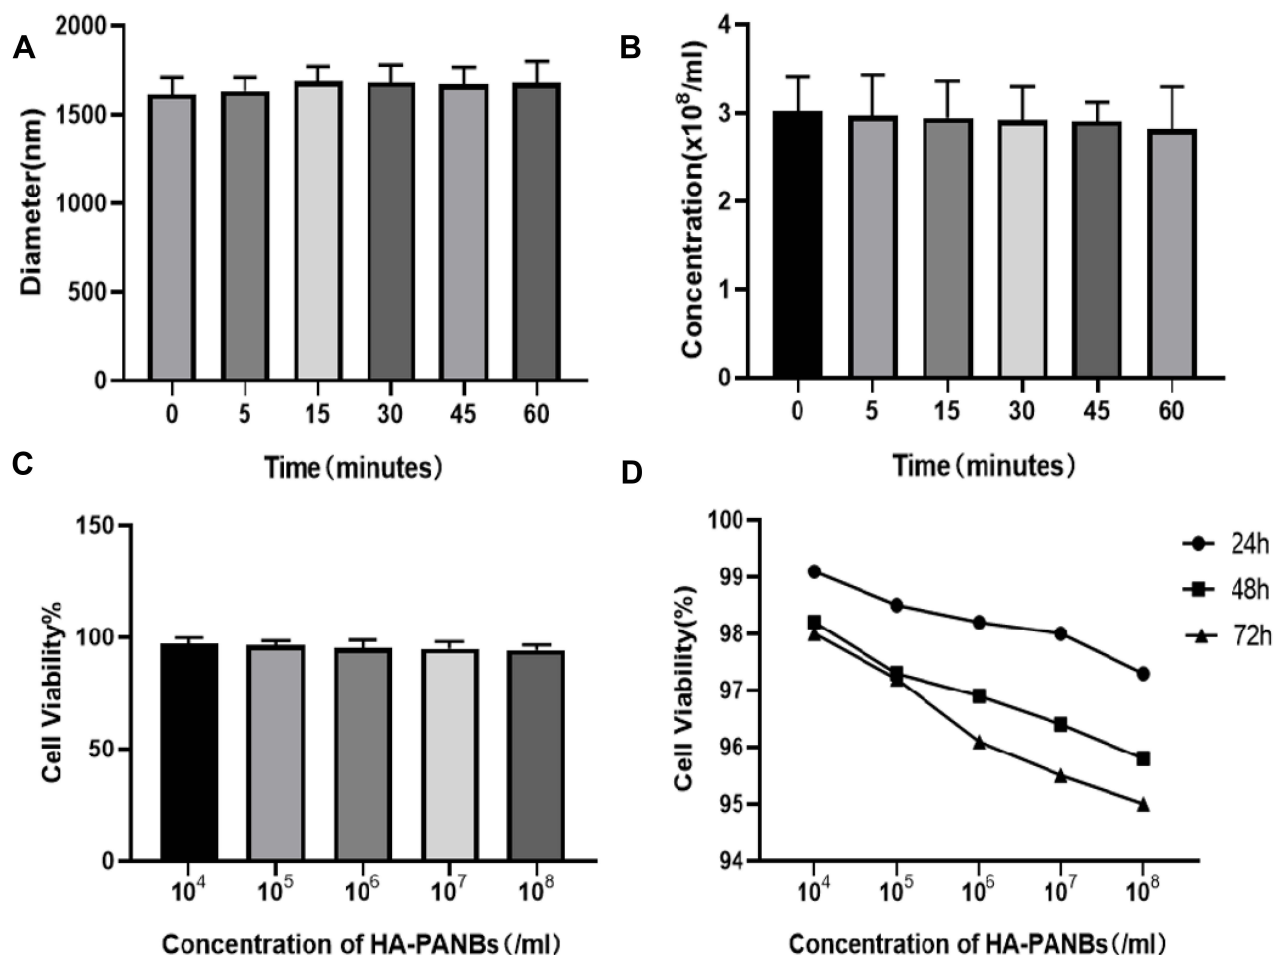 A
2000
1500
1000
500
0
Diameter(nm)
0 5 15 30 45 60
Time(minutes)
B
4
3
2
1
0
Concentration(x10⁸/ml)
0 5 15 30 45 60
Time(minutes)
C
150
100
50
0
Cell Viability%
10⁴ 10⁵ 10⁶ 10⁷ 10⁸
Concentration of HA-PANBs(/ml)
D
100
99
98
97
96
95
94
Cell Viability(%)
10⁴ 10⁵ 10⁶ 10⁷ 10⁸
Concentration of HA-PANBs(/ml)
24h
48h
72h